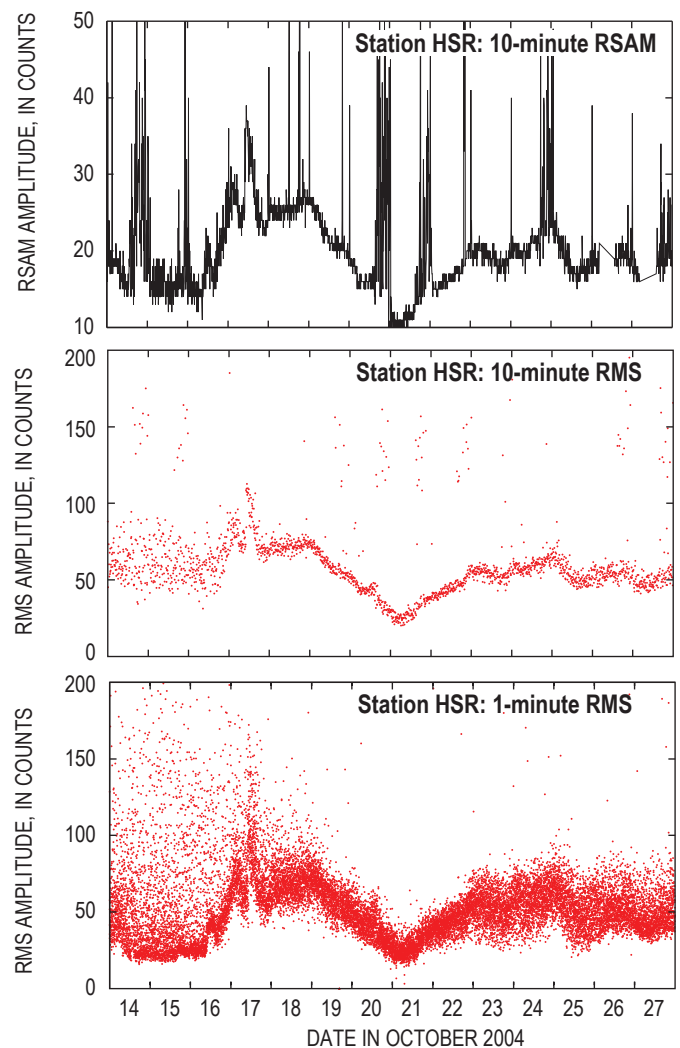 Station HSR: 10-minute RSAM
RSAM AMPLITUDE, IN COUNTS
50
40
30
20
10
Station HSR: 10-minute RMS
RMS AMPLITUDE, IN COUNTS
200
150
100
50
0
Station HSR: 1-minute RMS
RMS AMPLITUDE, IN COUNTS
200
150
100
50
0
14 15 16 17 18 19 20 21 22 23 24 25 26 27
DATE IN OCTOBER 2004